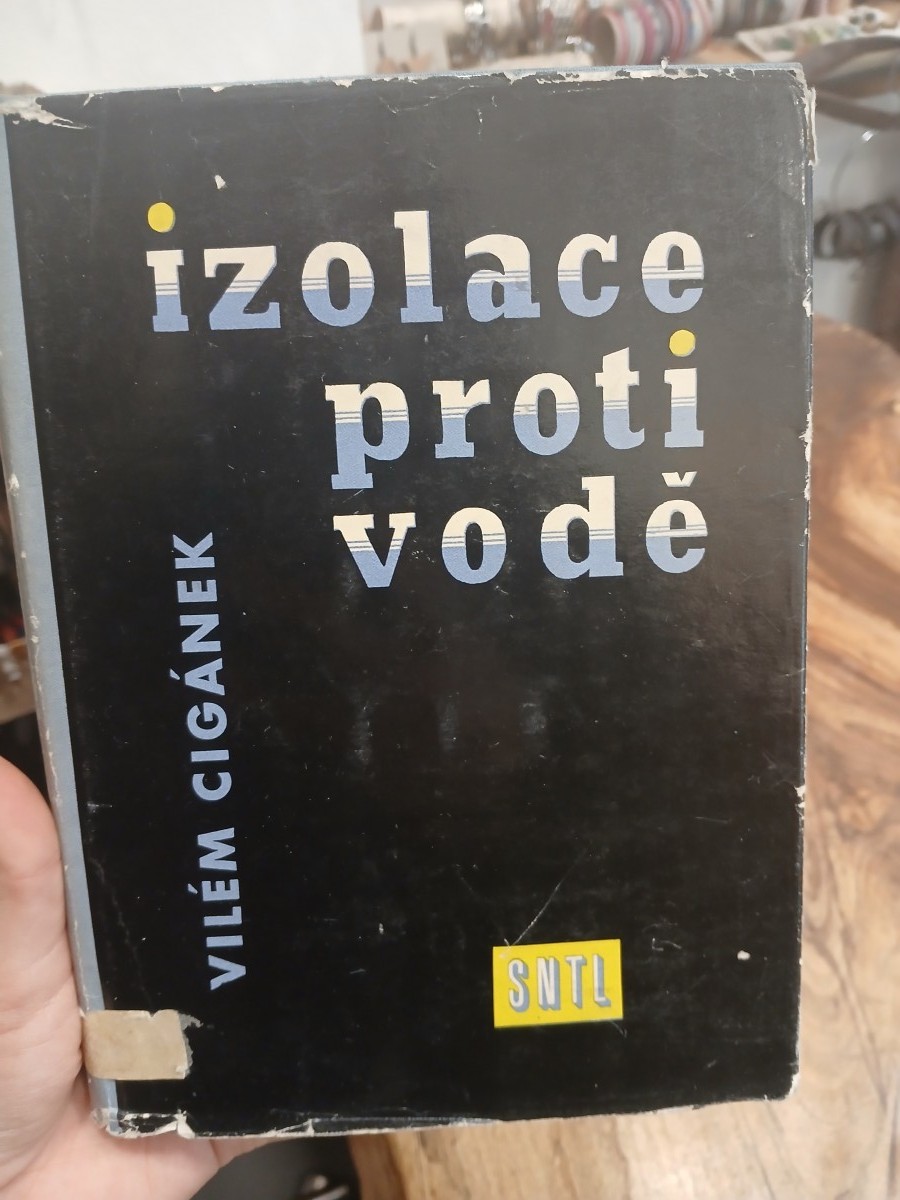 izolace
proti
vodě
VILÉM CIGÁNEK
SNTL